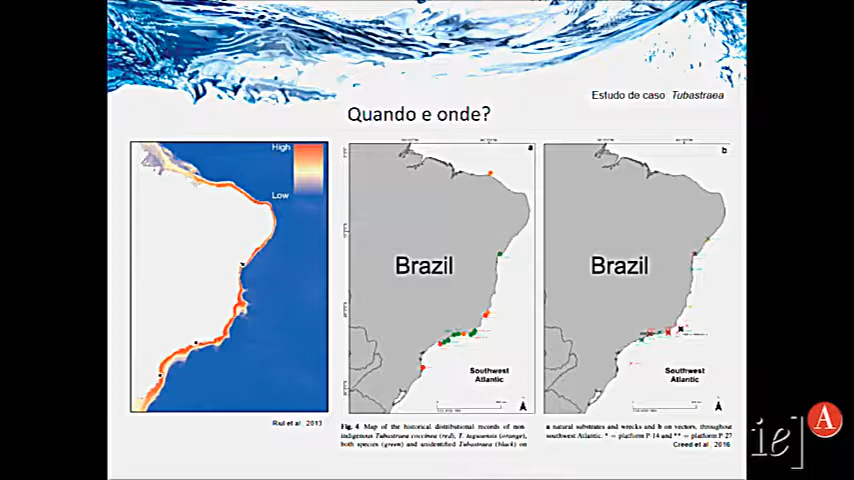 Estudo de caso Tubastraea
Quando e onde?
High
Low
a
b
Brazil
Brazil
Southwest
Atlantic
Southwest
Atlantic
Riul et al., 2013
Fig. 4 Map of the historical distributional records of non-
indigenous Tubastraea coccinea (red), T. tagusensis (orange),
both species (green) and unidentified Tubastraea (black) on
a natural substrates and wrecks and b on vectors, throughout
southwest Atlantic. * = platform P-14 and ** = platform P-27
Creed et al., 2016
ie]
A